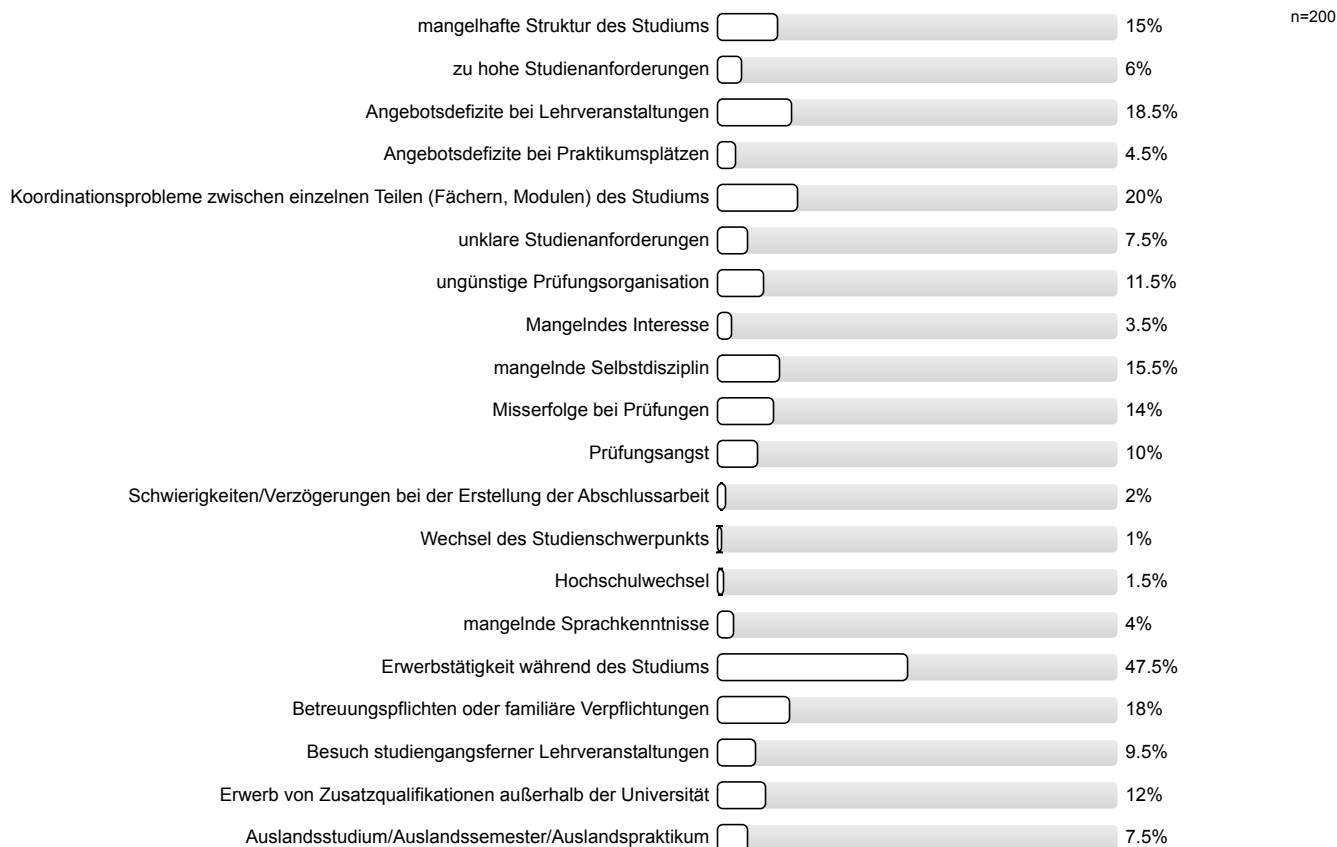 n=200
mangelhafte Struktur des Studiums 15%
zu hohe Studienanforderungen 6%
Angebotsdefizite bei Lehrveranstaltungen 18.5%
Angebotsdefizite bei Praktikumsplätzen 4.5%
Koordinationsprobleme zwischen einzelnen Teilen (Fächern, Modulen) des Studiums 20%
unklare Studienanforderungen 7.5%
ungünstige Prüfungsorganisation 11.5%
Mangelndes Interesse 3.5%
mangelnde Selbstdisziplin 15.5%
Misserfolge bei Prüfungen 14%
Prüfungsangst 10%
Schwierigkeiten/Verzögerungen bei der Erstellung der Abschlussarbeit 2%
Wechsel des Studienschwerpunkts 1%
Hochschulwechsel 1.5%
mangelnde Sprachkenntnisse 4%
Erwerbstätigkeit während des Studiums 47.5%
Betreuungspflichten oder familiäre Verpflichtungen 18%
Besuch studiengangsferner Lehrveranstaltungen 9.5%
Erwerb von Zusatzqualifikationen außerhalb der Universität 12%
Auslandsstudium/Auslandssemester/Auslandspraktikum 7.5%